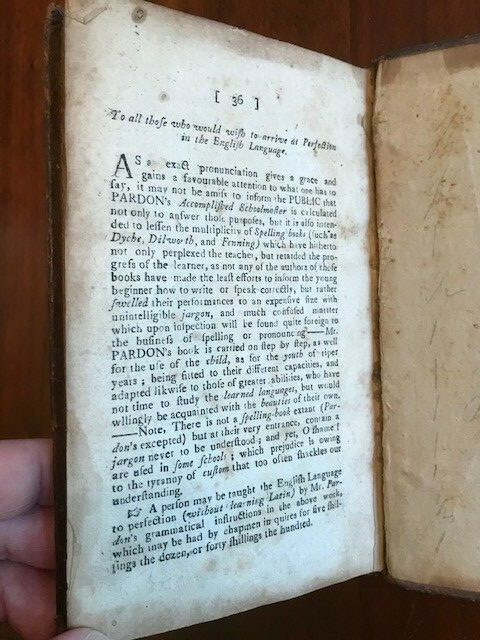 [ 36 ]
To all those who would wiſh to arrive at Perfection
in the Engliſh Language.
AS a exact pronunciation gives a grace and
gains a favourable attention to what one has to
ſay, it may not be amiſs to inform the PUBLIC that
PARDON's Accompliſhed Schoolmaſter is calculated
not only to anſwer thoſe purpoſes, but it is alſo inten-
ded to leſſen the multiplicity of Spelling books (ſuch as
Dyche, Dilworth, and Fenning) which have hitherto
not only perplexed the teacher, but retarded the pro-
greſs of the learner, as not any of the authors of thoſe
books have made the leaſt efforts to inform the young
beginner how to write or ſpeak correctly, but rather
ſwelled their performances to an expenſive ſize with
unintelligible jargon, and much confuſed matter
which upon inſpection will be found quite foreign to
the buſineſs of ſpelling or pronouncing——Mr.
PARDON's book is carried on ſtep by ſtep, as well
for the uſe of the child, as for the youth of riper
years; being fitted to their different capacities, and
adapted likwiſe to thoſe of greater abilities, who have
not time to ſtudy the learned languages, but would
willingly be acquainted with the beauties of their own.
——Note, There is not a ſpelling-book extant (Par-
don's excepted) but at their very entrance, contain a
jargon never to be underſtood; and yet, O ſhame!
are uſed in ſome ſchools; which prejudice is owing
to the tyranny of cuſtom that too often ſhackles our
underſtanding.
☞ A perſon may be taught the Engliſh Language
to perfection (without learning Latin) by Mr. Par-
don's grammatical inſtructions in the above work,
which may be had by chapmen in quires for five ſhil-
lings the dozen, or forty ſhillings the hundred.